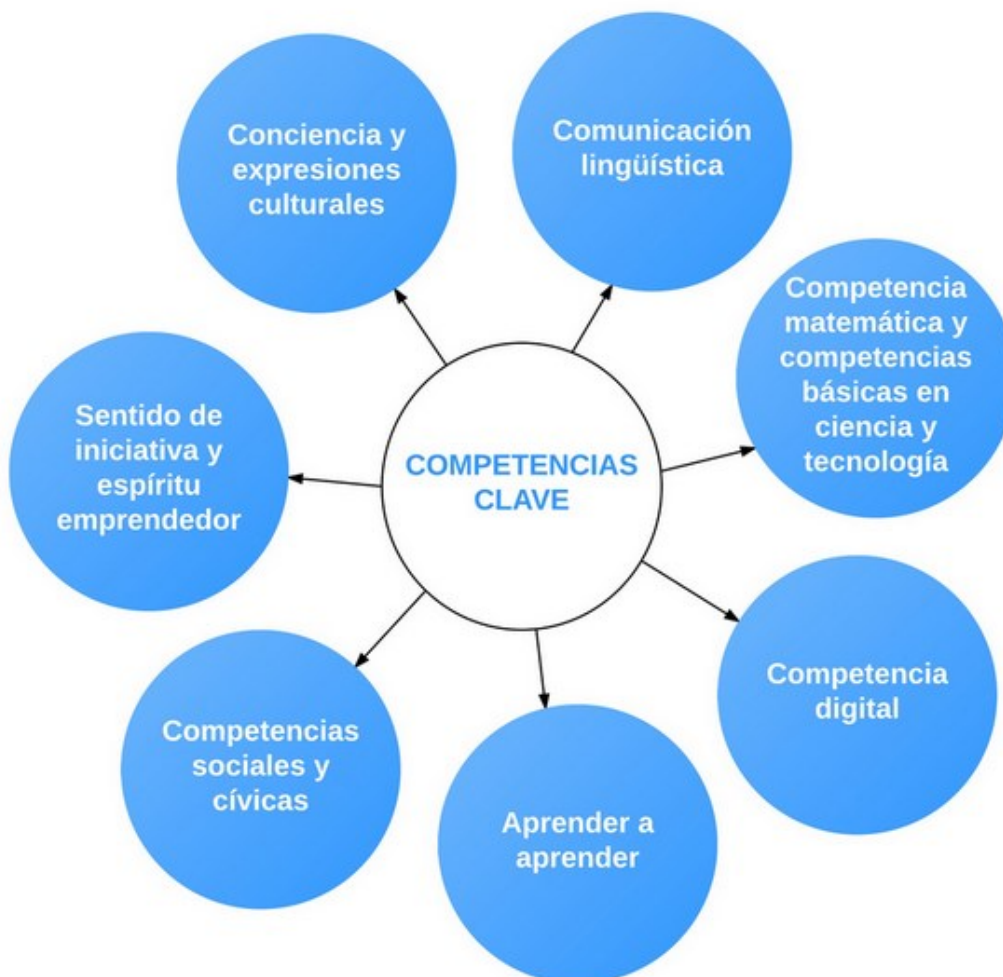 COMPETENCIAS
CLAVE
Comunicación
lingüística
Competencia
matemática y
competencias
básicas en
ciencia y
tecnología
Competencia
digital
Aprender a
aprender
Competencias
sociales y
cívicas
Sentido de
iniciativa y
espíritu
emprendedor
Conciencia y
expresiones
culturales